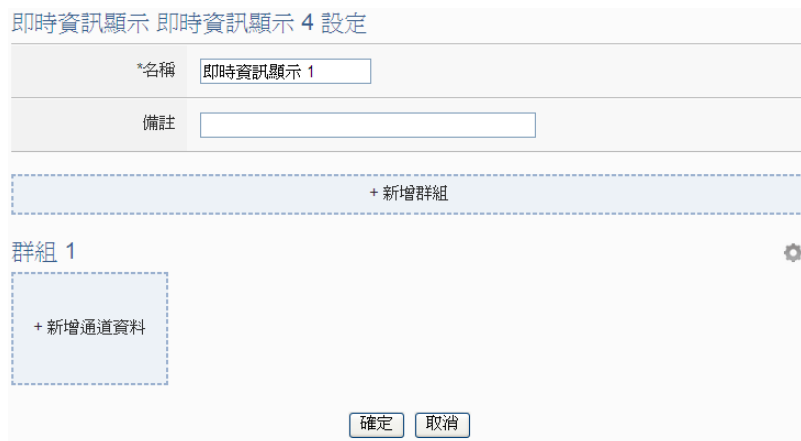 即時資訊顯示 即時資訊顯示 4 設定
*名稱 即時資訊顯示 1
備註
+ 新增群組
群組 1
+ 新增通道資料
確定 取消